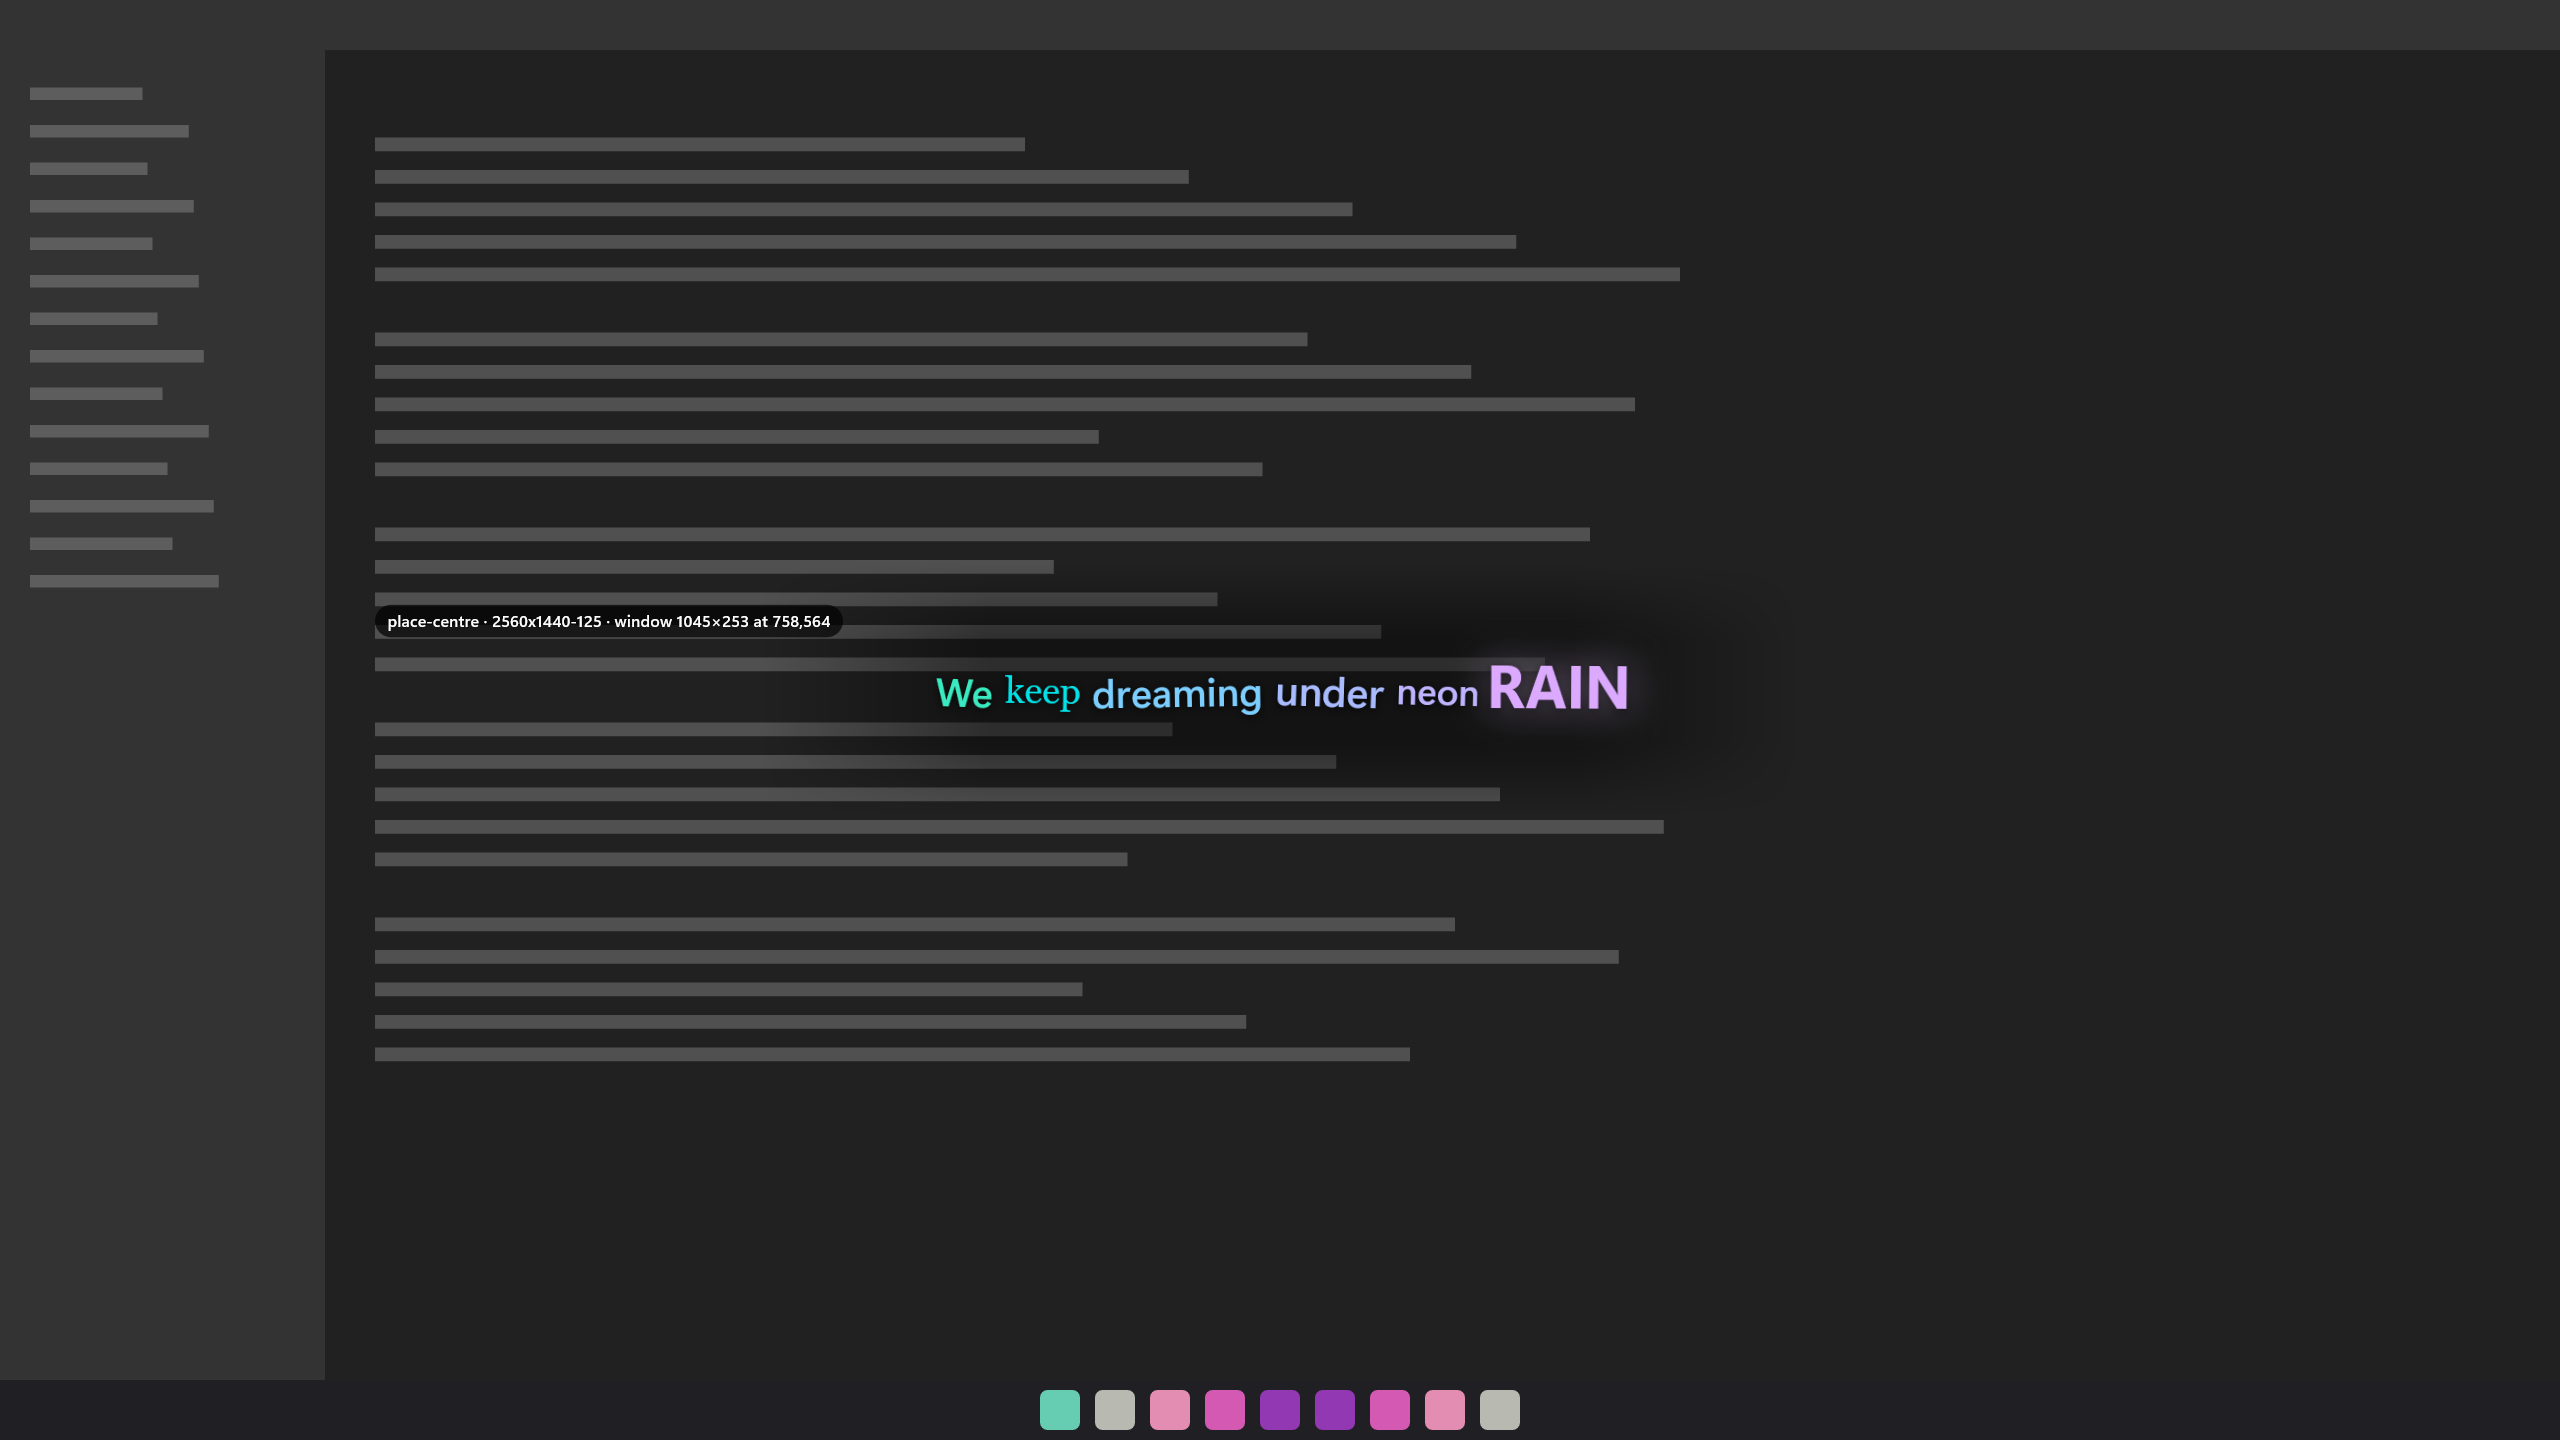 place-centre · 2560x1440-125 · window 1045×253 at 758,564
We keep dreaming under neon RAIN